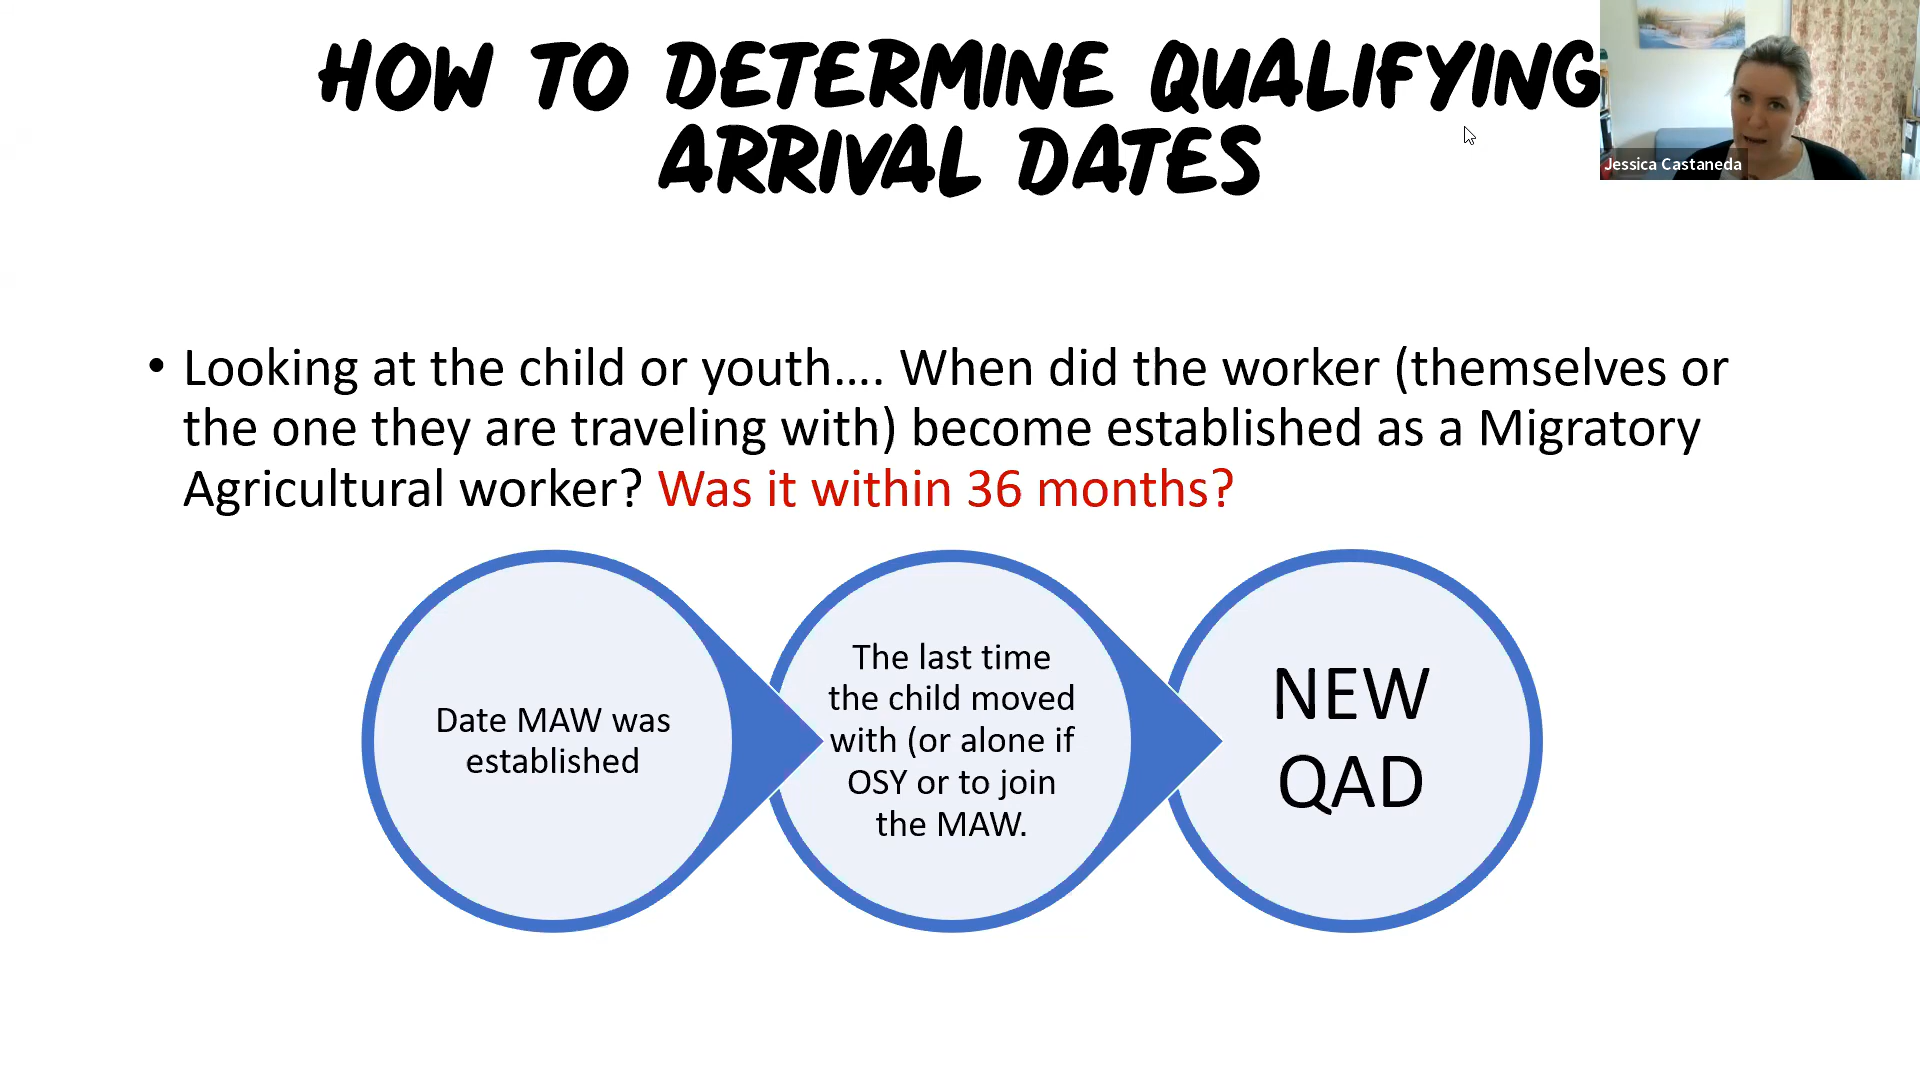 HOW TO DETERMINE QUALIFYING
ARRIVAL DATES
Jessica Castaneda
• Looking at the child or youth.... When did the worker (themselves or
the one they are traveling with) become established as a Migratory
Agricultural worker? Was it within 36 months?
Date MAW was
established
The last time
the child moved
with (or alone if
OSY or to join
the MAW.
NEW
QAD